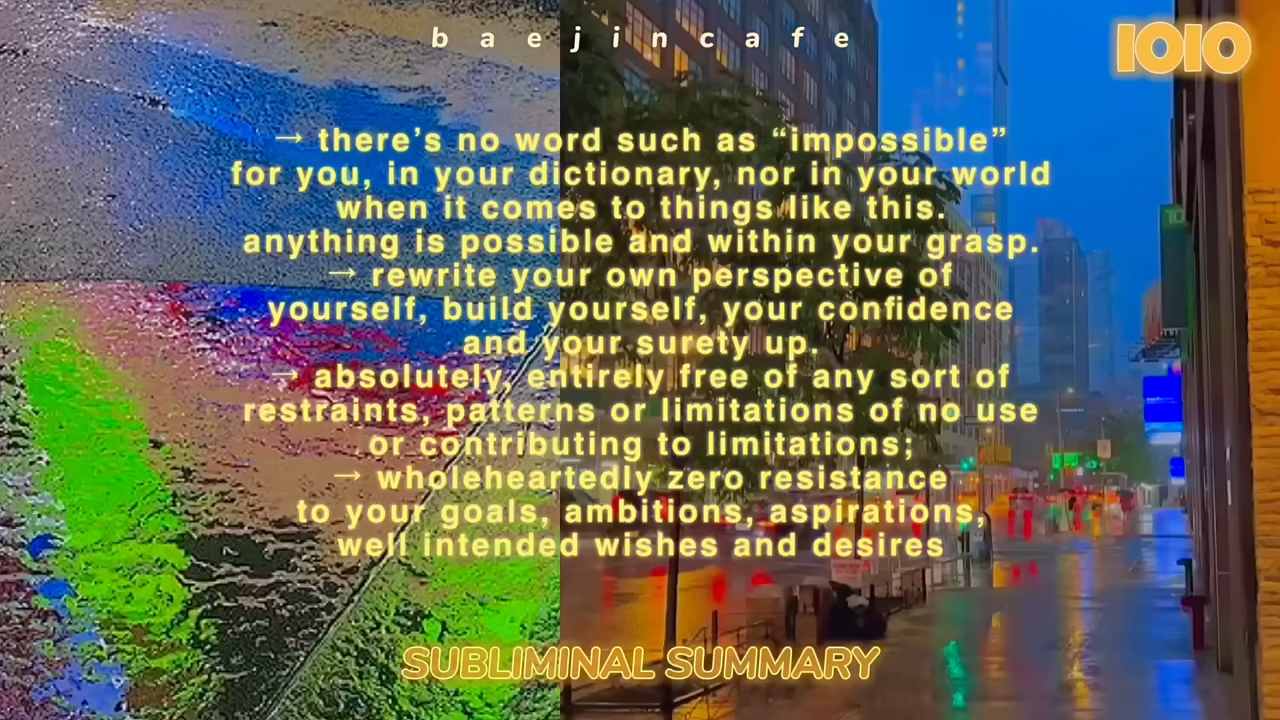 baejincafe
1010
→ there's no word such as “impossible”
for you, in your dictionary, nor in your world
when it comes to things like this.
anything is possible and within your grasp.
→ rewrite your own perspective of
yourself, build yourself, your confidence
and your surety up.
→ absolutely, entirely free of any sort of
restraints, patterns or limitations of no use
or contributing to limitations;
→ wholeheartedly zero resistance
to your goals, ambitions, aspirations,
well intended wishes and desires
SUBLIMINAL SUMMARY